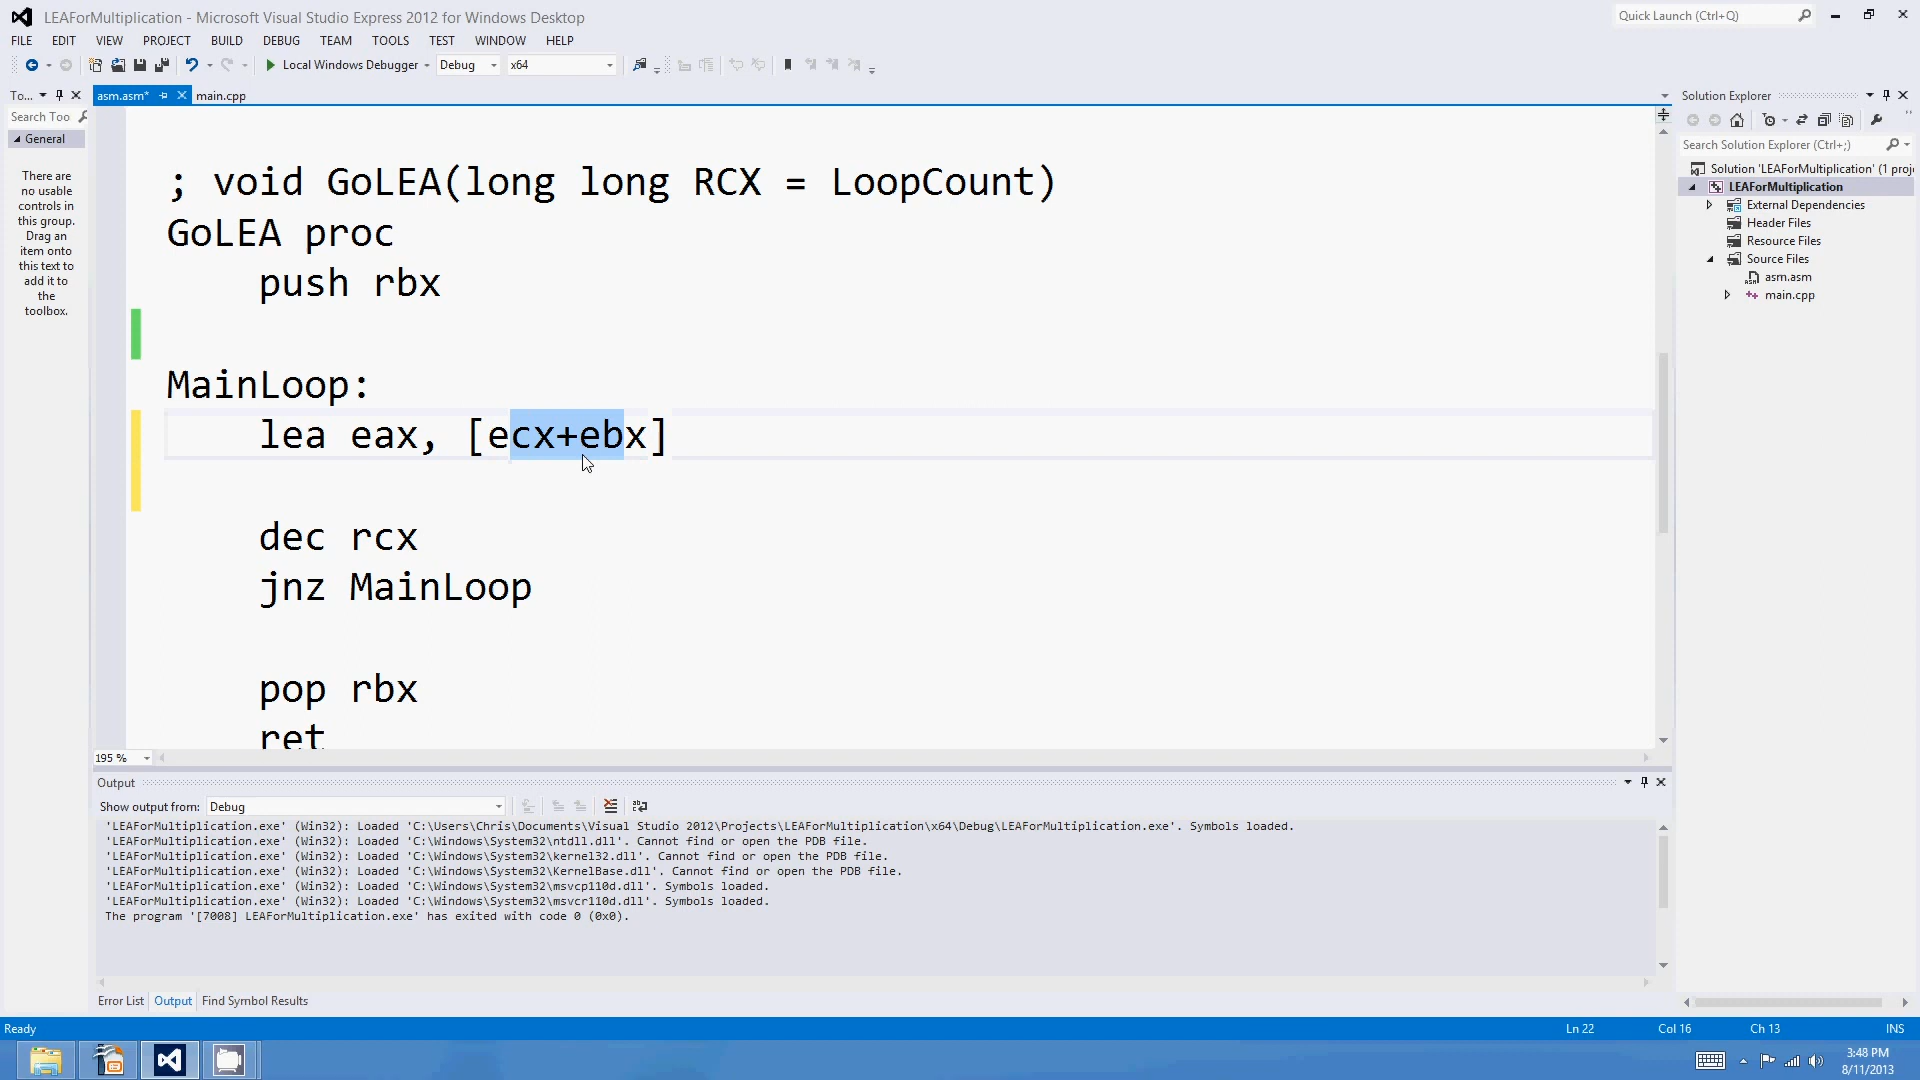 LEAForMultiplication - Microsoft Visual Studio Express 2012 for Windows Desktop
Quick Launch (Ctrl+Q)
FILE EDIT VIEW PROJECT BUILD DEBUG TEAM TOOLS TEST WINDOW HELP
Local Windows Debugger Debug x64
To...
asm.asm* main.cpp
Solution Explorer
Search Too
Search Solution Explorer (Ctrl+;)
General
There are
no usable
controls in
this group.
Drag an
item onto
this text to
add it to
the
toolbox.
; void GoLEA(long long RCX = LoopCount)
GoLEA proc
push rbx
MainLoop:
lea eax, [ecx+ebx]
dec rcx
jnz MainLoop
pop rbx
ret
195 %
Solution 'LEAForMultiplication' (1 proj
LEAForMultiplication
External Dependencies
Header Files
Resource Files
Source Files
asm.asm
main.cpp
Output
Show output from: Debug
'LEAForMultiplication.exe' (Win32): Loaded 'C:\Users\Chris\Documents\Visual Studio 2012\Projects\LEAForMultiplication\x64\Debug\LEAForMultiplication.exe'. Symbols loaded.
'LEAForMultiplication.exe' (Win32): Loaded 'C:\Windows\System32\ntdll.dll'. Cannot find or open the PDB file.
'LEAForMultiplication.exe' (Win32): Loaded 'C:\Windows\System32\kernel32.dll'. Cannot find or open the PDB file.
'LEAForMultiplication.exe' (Win32): Loaded 'C:\Windows\System32\KernelBase.dll'. Cannot find or open the PDB file.
'LEAForMultiplication.exe' (Win32): Loaded 'C:\Windows\System32\msvcp110d.dll'. Symbols loaded.
'LEAForMultiplication.exe' (Win32): Loaded 'C:\Windows\System32\msvcr110d.dll'. Symbols loaded.
The program '[7008] LEAForMultiplication.exe' has exited with code 0 (0x0).
Error List Output Find Symbol Results
Ready Ln 22 Col 16 Ch 13 INS
3:48 PM
8/11/2013